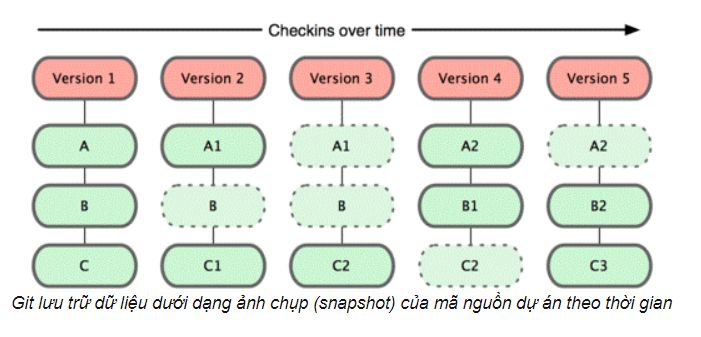 Checkins over time
Version 1 Version 2 Version 3 Version 4 Version 5
A A1 A1 A2 A2
B B B B1 B2
C C1 C2 C2 C3
Git lưu trữ dữ liệu dưới dạng ảnh chụp (snapshot) của mã nguồn dự án theo thời gian